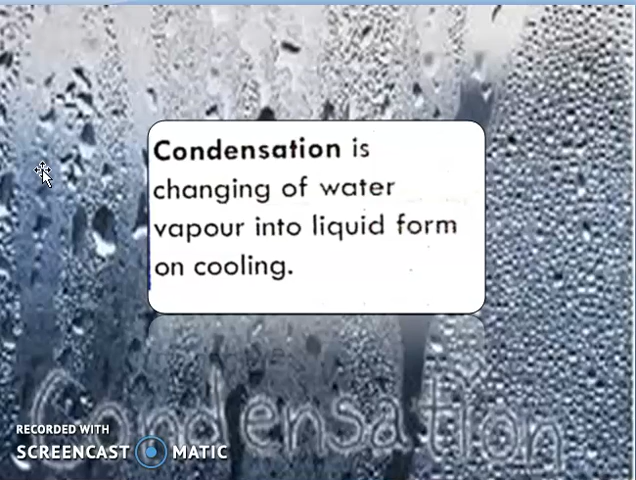 Condensation is
changing of water
vapour into liquid form
on cooling.
Condensation
RECORDED WITH
SCREENCAST MATIC